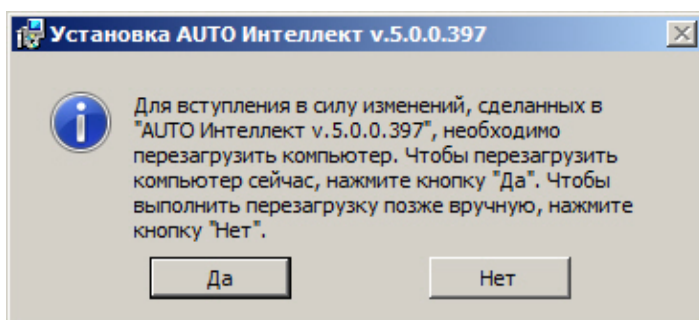 Установка AUTO Интеллект v.5.0.0.397
Для вступления в силу изменений, сделанных в
"AUTO Интеллект v.5.0.0.397", необходимо
перезагрузить компьютер. Чтобы перезагрузить
компьютер сейчас, нажмите кнопку "Да". Чтобы
выполнить перезагрузку позже вручную, нажмите
кнопку "Нет".
Да
Нет